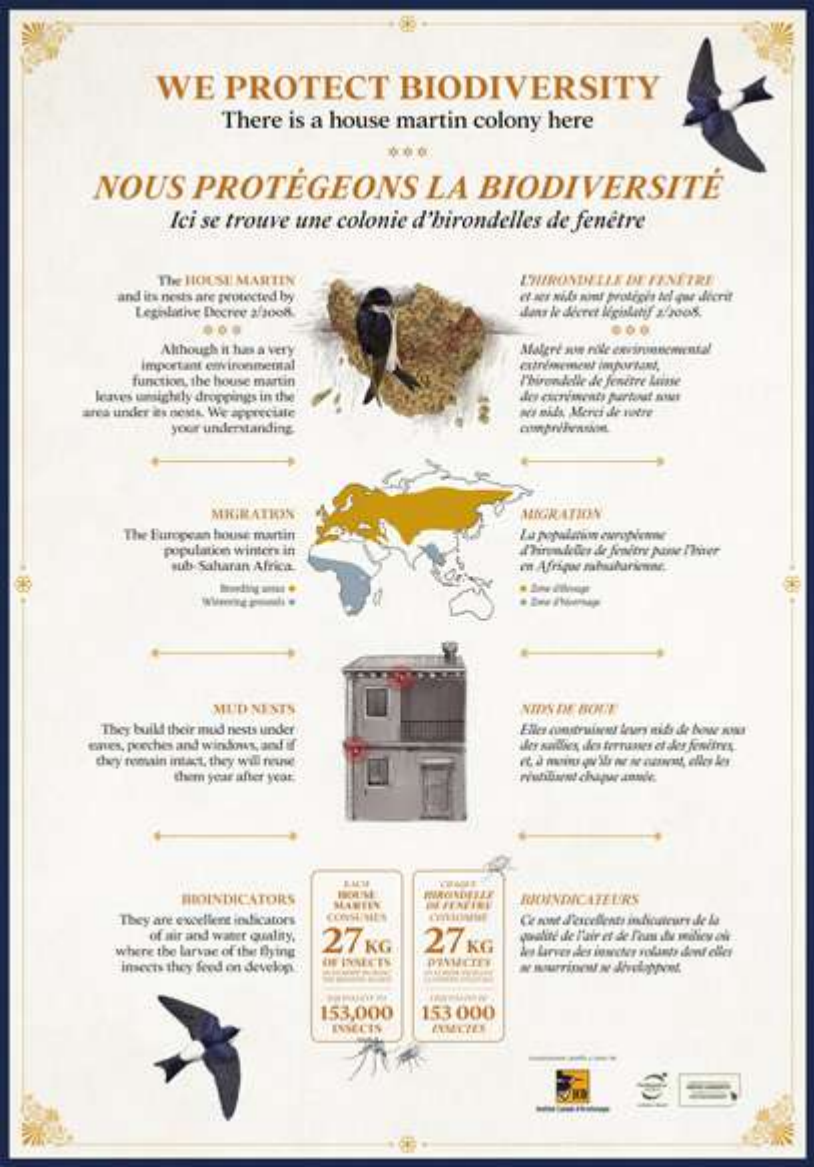 WE PROTECT BIODIVERSITY
There is a house martin colony here
NOUS PROTÉGEONS LA BIODIVERSITÉ
Ici se trouve une colonie d'hirondelles de fenêtre
The HOUSE MARTIN
and its nests are protected by
Legislative Decree 2/2008.
Although it has a very
important environmental
function, the house martin
leaves unsightly droppings in the
area under its nests. We appreciate
your understanding.
L'HIRONDELLE DE FENÊTRE
et ses nids sont protégés tel que décrit
dans le décret législatif 2/2008.
Malgré son rôle environnemental
extrêmement important,
l'hirondelle de fenêtre laisse
des excréments partout sous
ses nids. Merci de votre
compréhension.
MIGRATION
The European house martin
population winters in
sub-Saharan Africa.
Breeding areas
Wintering grounds
MIGRATION
La population européenne
d'hirondelles de fenêtre passe l'hiver
en Afrique subsaharienne.
Zone d'élevage
Zone d'hivernage
MUD NESTS
They build their mud nests under
eaves, porches and windows, and if
they remain intact, they will reuse
them year after year.
NIDS DE BOUE
Elles construisent leurs nids de boue sous
des saillies, des terrasses et des fenêtres,
et, à moins qu'ils ne se cassent, elles les
réutilisent chaque année.
BIOINDICATORS
They are excellent indicators
of air and water quality,
where the larvae of the flying
insects they feed on develop.
EACH
HOUSE
MARTIN
CONSUMES
27 KG
OF INSECTS
EQUIVALENT TO
153,000
INSECTS
CHAQUE
HIRONDELLE
DE FENÊTRE
CONSOMME
27 KG
D'INSECTES
153 000
INSECTES
BIOINDICATEURS
Ce sont d'excellents indicateurs de la
qualité de l'air et de l'eau du milieu où
les larves des insectes volants dont elles
se nourrissent se développent.
ICO